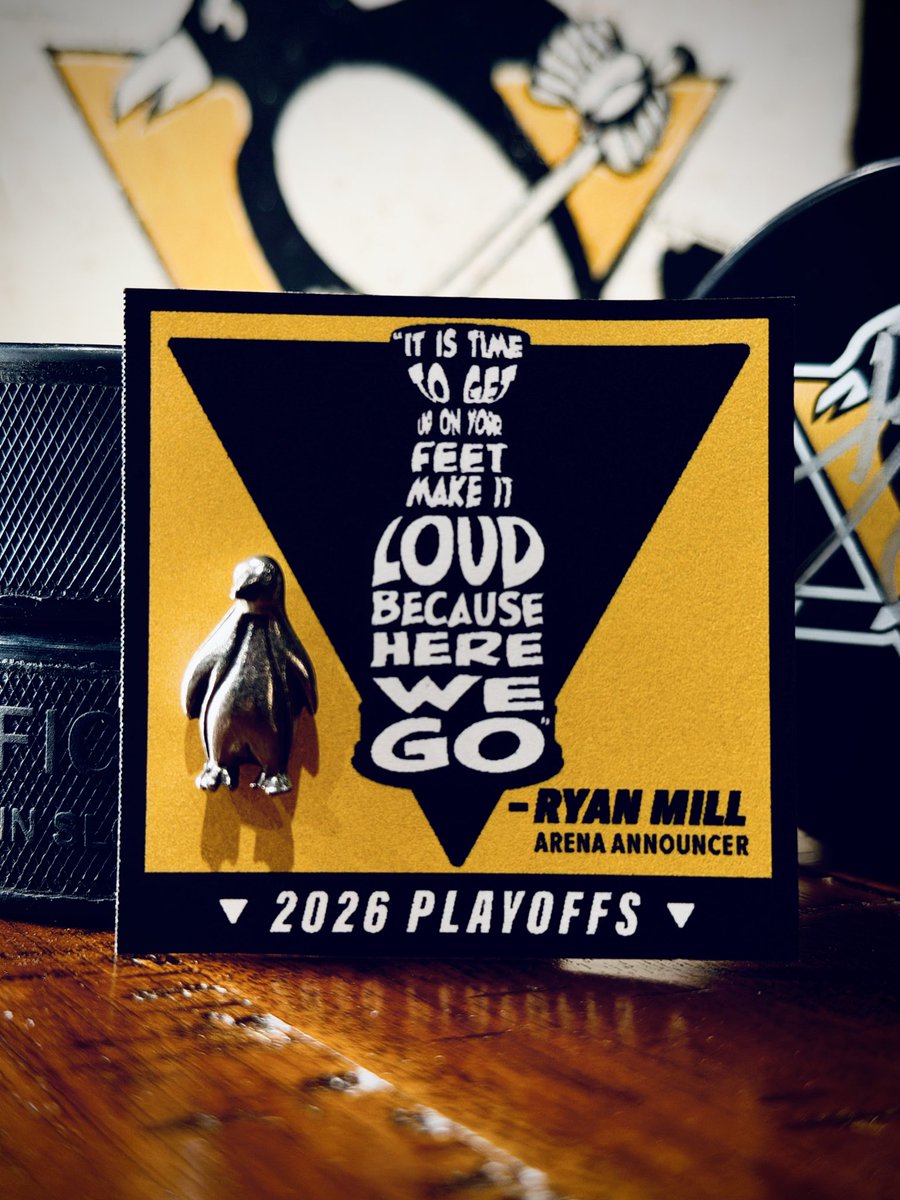 "IT IS TIME
TO GET
UP ON YOUR
FEET
MAKE IT
LOUD
BECAUSE
HERE
WE
GO"
- RYAN MILL
ARENA ANNOUNCER
2026 PLAYOFFS